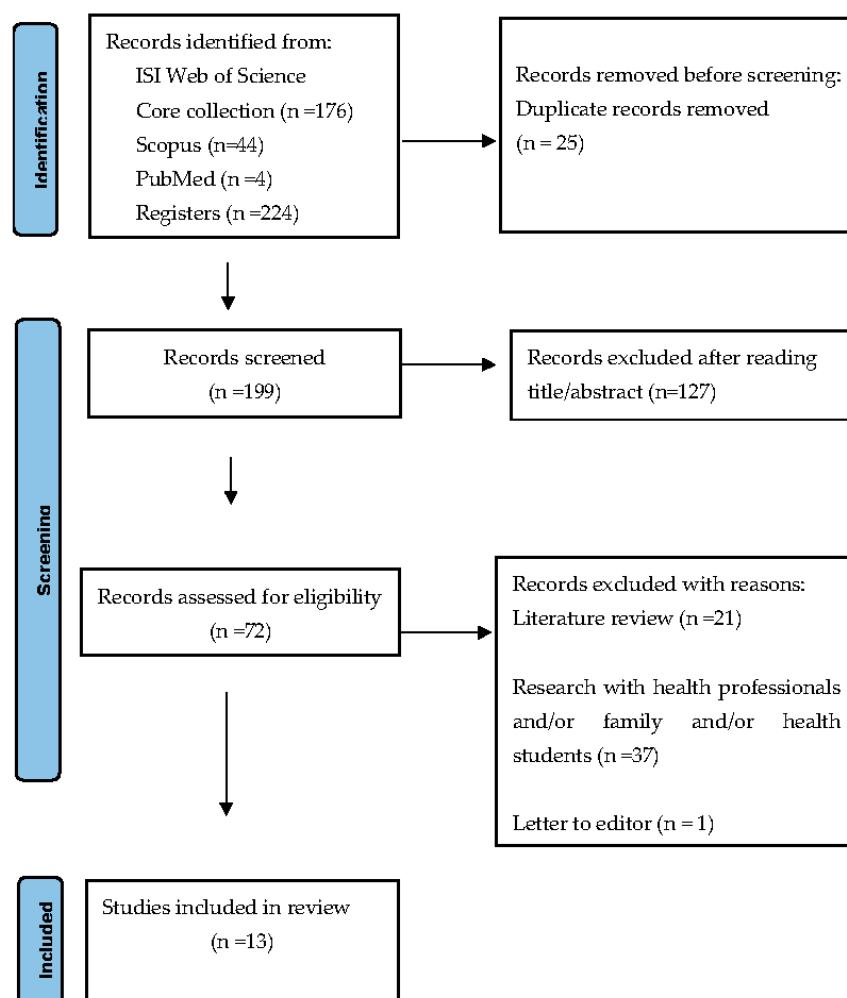 Identification
Records identified from:
ISI Web of Science
Core collection (n =176)
Scopus (n=44)
PubMed (n =4)
Registers (n =224)
Records removed before screening:
Duplicate records removed
(n = 25)
Screening
Records screened
(n =199)
Records excluded after reading
title/abstract (n=127)
Records assessed for eligibility
(n =72)
Records excluded with reasons:
Literature review (n =21)
Research with health professionals
and/or family and/or health
students (n =37)
Letter to editor (n = 1)
Included
Studies included in review
(n =13)